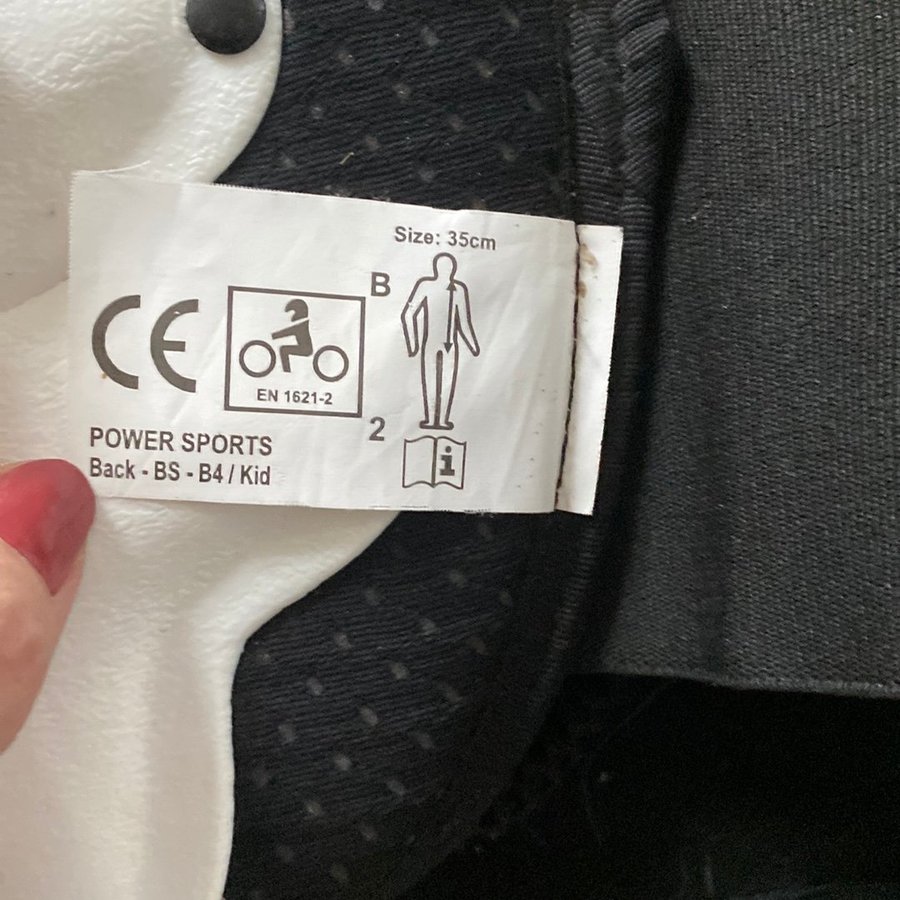 Size: 35cm
B
CE
EN 1621-2
2
i
POWER SPORTS
Back - BS - B4 / Kid